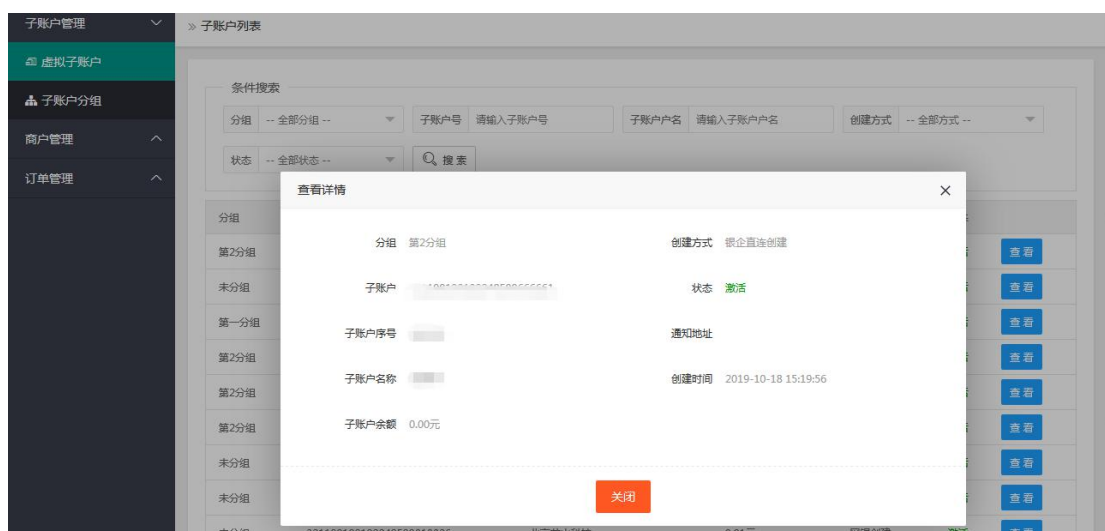 子账户管理
» 子账户列表
虚拟子账户
子账户分组
商户管理
订单管理
条件搜索
分组 -- 全部分组 -- 子账户号 请输入子账户号 子账户户名 请输入子账户户名 创建方式 -- 全部方式 --
状态 -- 全部状态 -- 搜索
查看详情
分组
分组 第2分组 创建方式 银企直连创建
第2分组 查看
未分组 子账户 状态 激活 查看
第一分组 查看
子账户序号 通知地址
第2分组 查看
子账户名称 创建时间 2019-10-18 15:19:56
第2分组 查看
第2分组 子账户余额 0.00元 查看
未分组 查看
未分组 关闭 查看